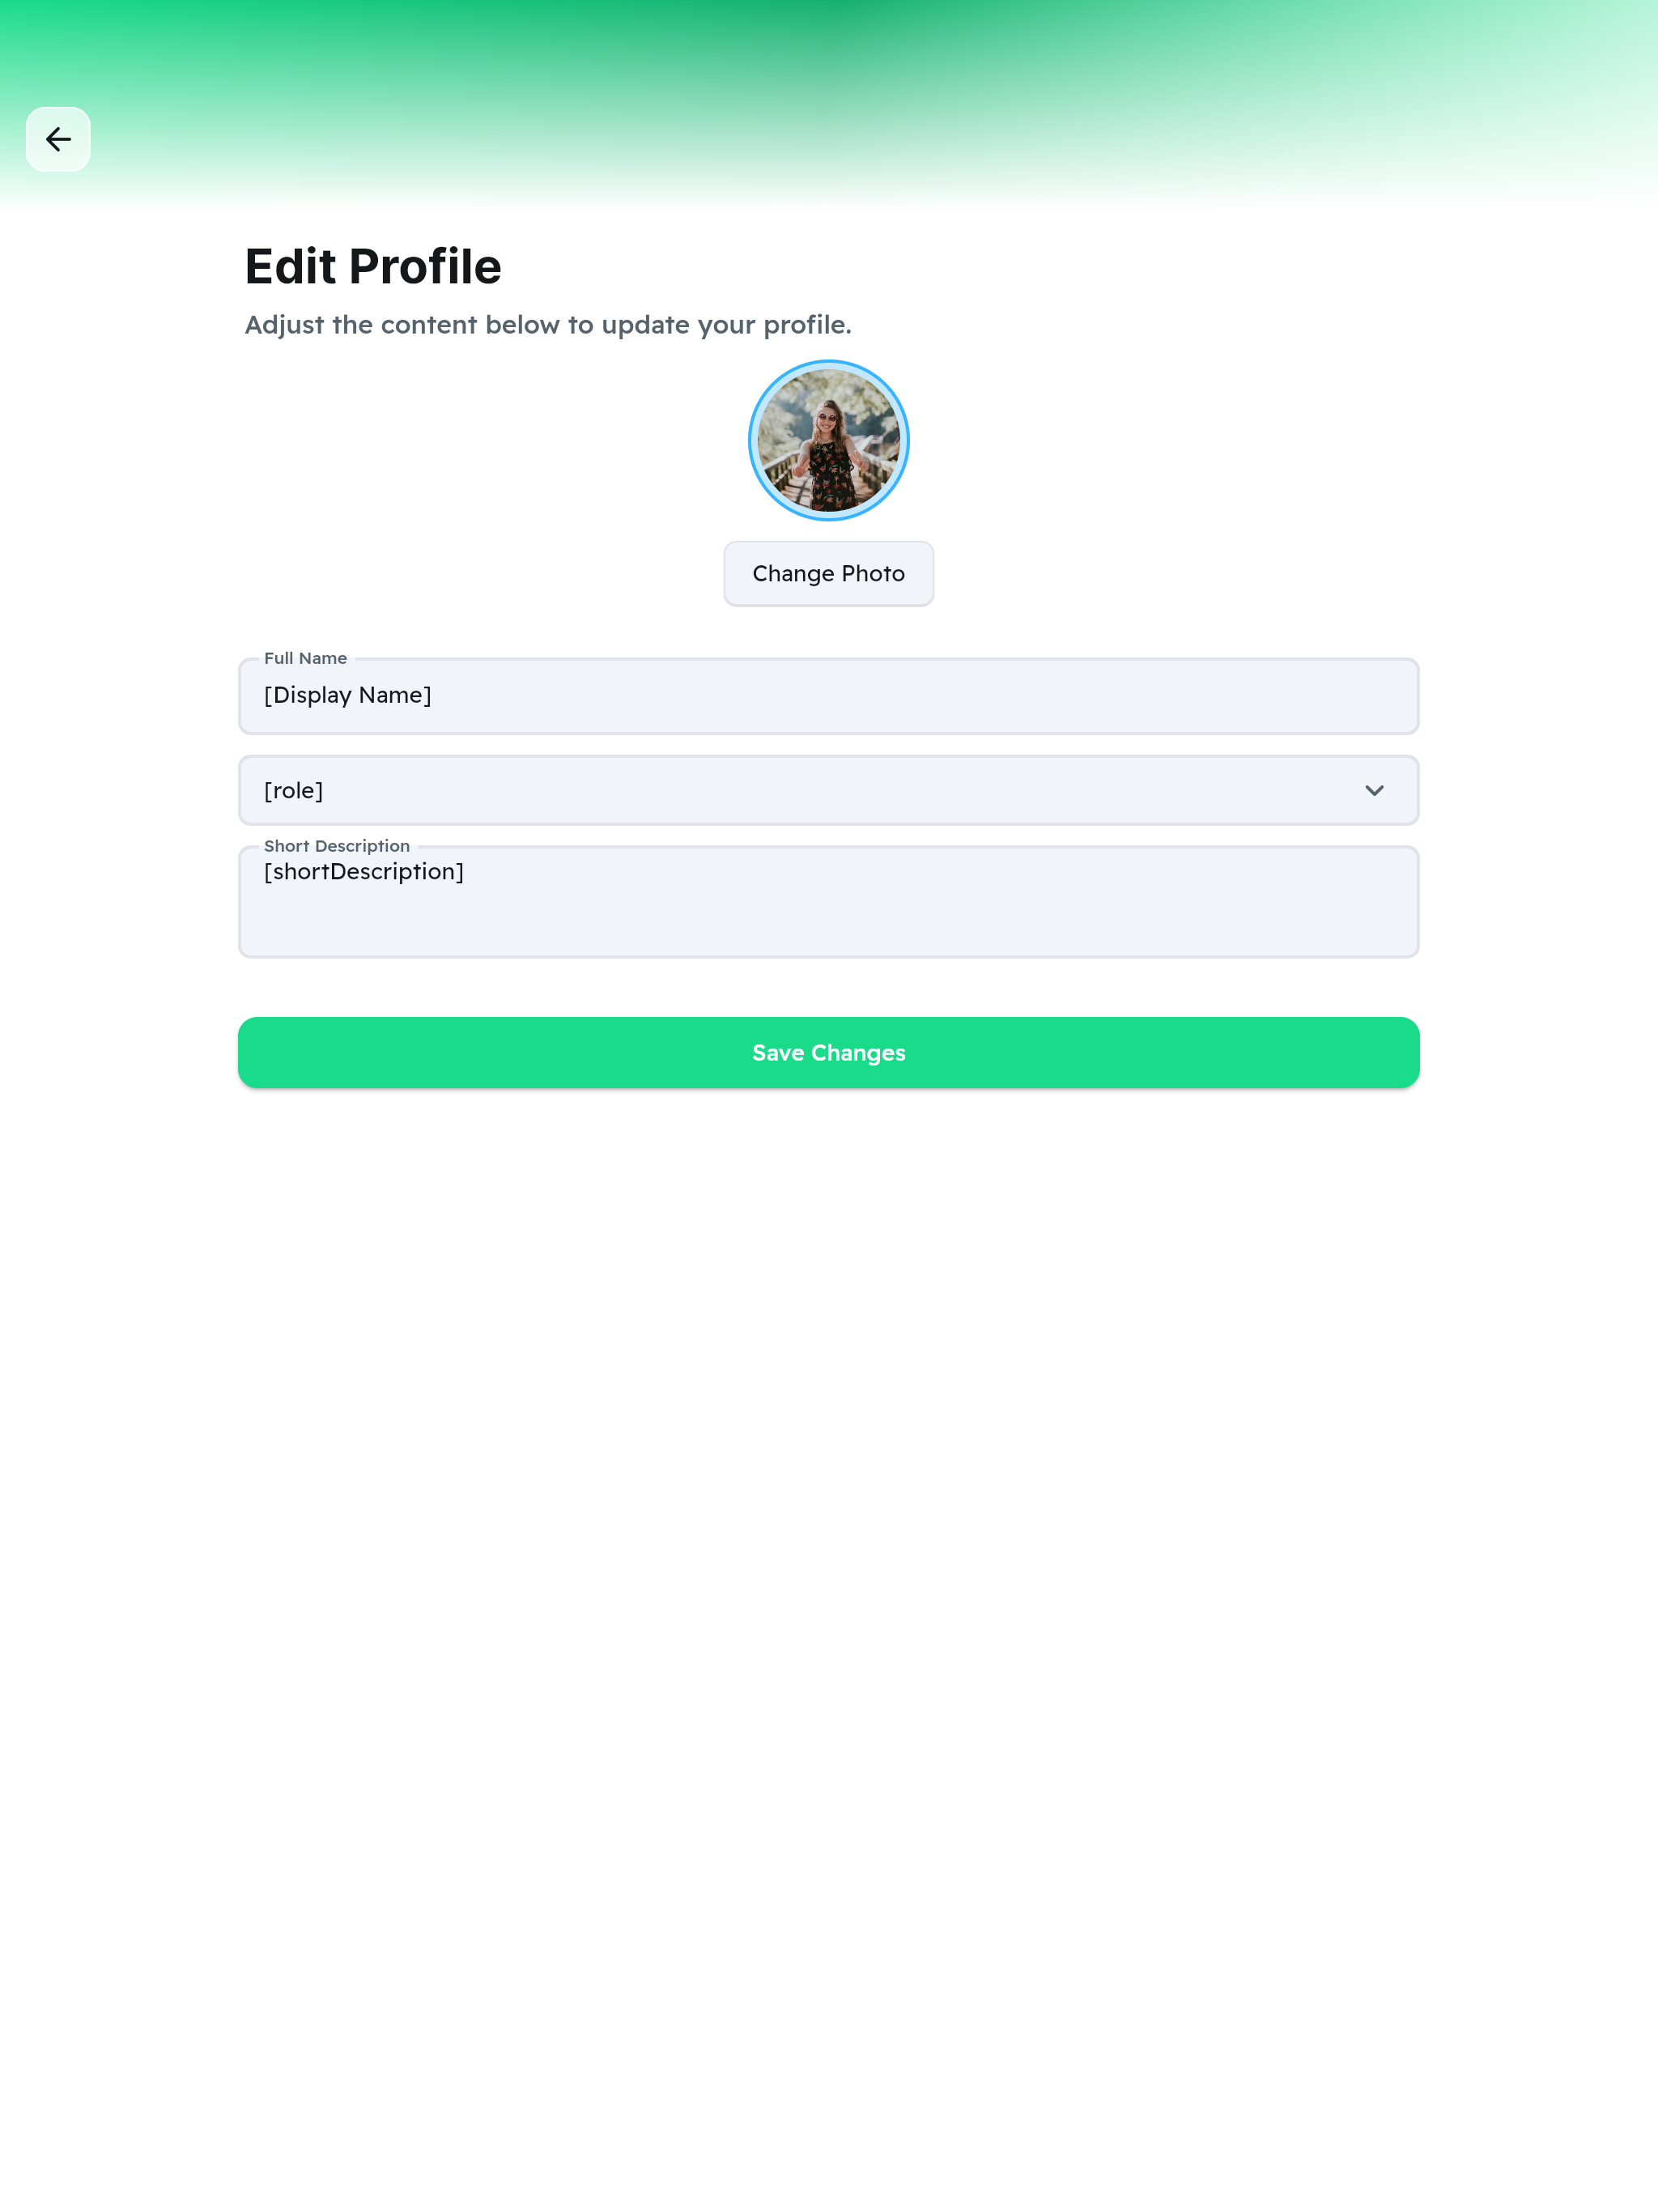 Edit Profile
Adjust the content below to update your profile.
Change Photo
Full Name
[Display Name]
[role]
Short Description
[shortDescription]
Save Changes